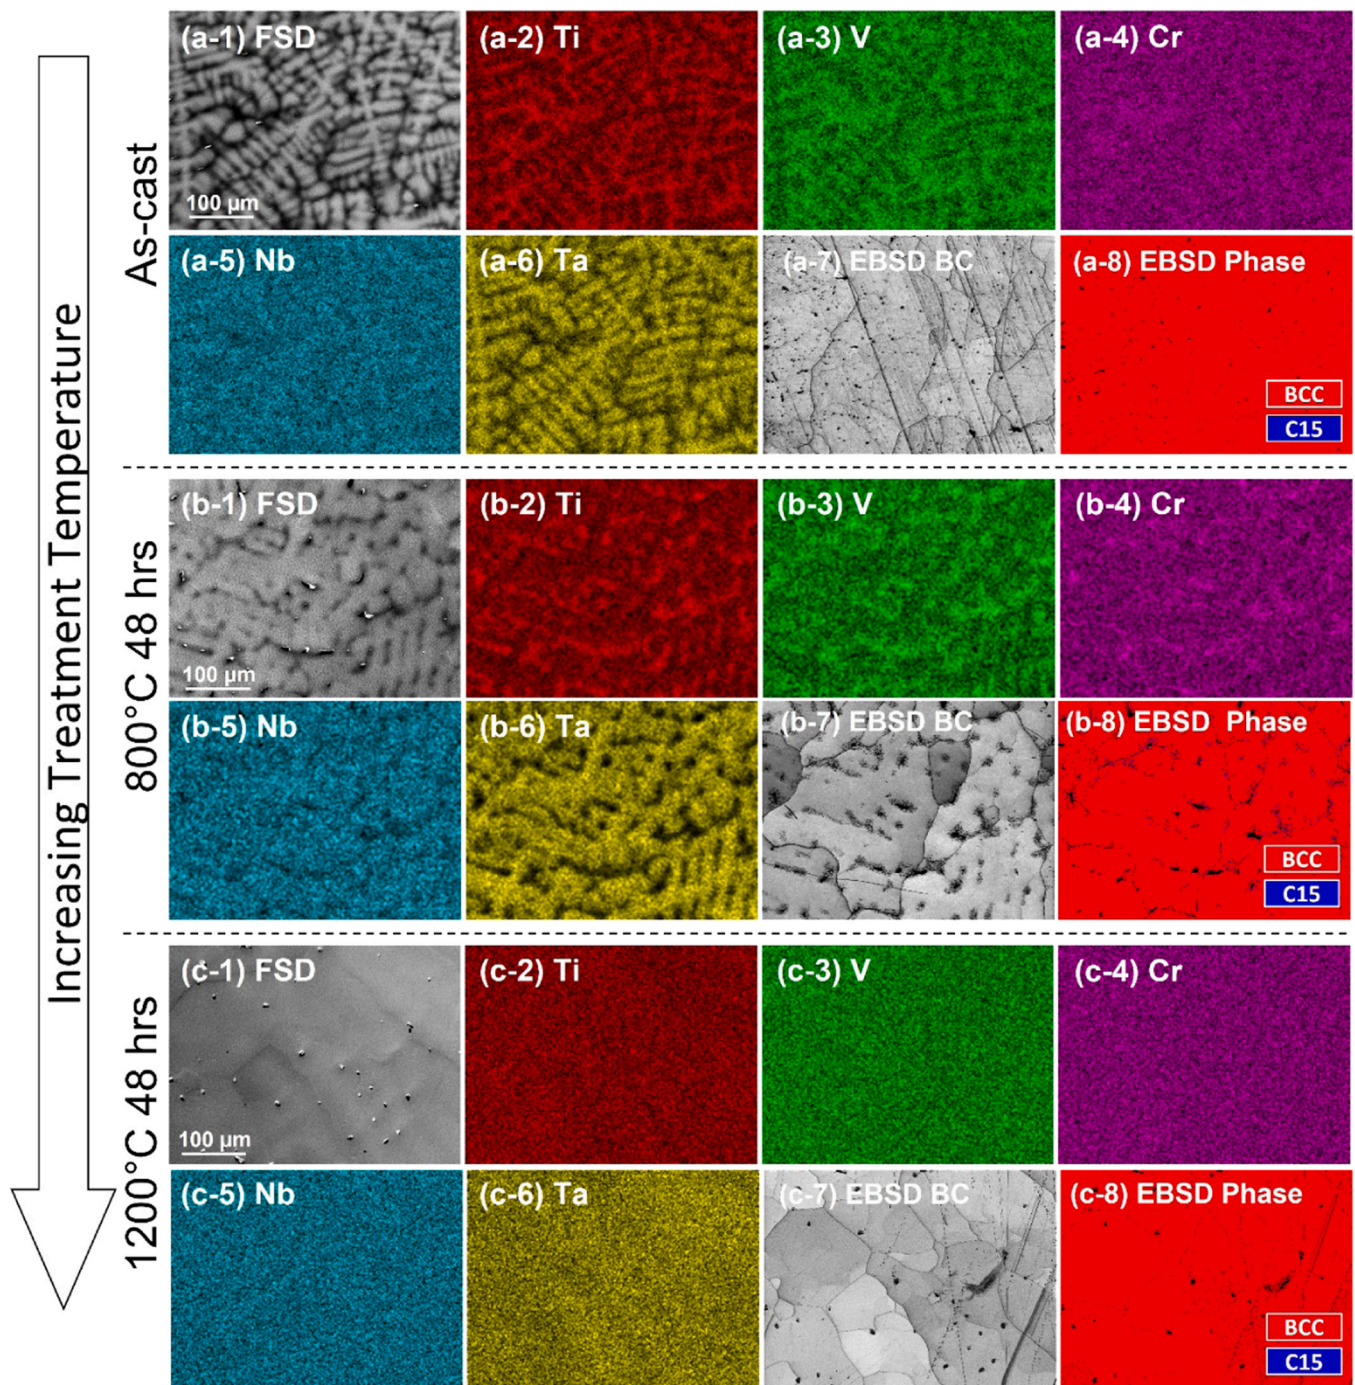 Increasing Treatment Temperature
As-cast
(a-1) FSD
100 µm
(a-2) Ti
(a-3) V
(a-4) Cr
(a-5) Nb
(a-6) Ta
(a-7) EBSD BC
(a-8) EBSD Phase
BCC
C15
800°C 48 hrs
(b-1) FSD
100 µm
(b-2) Ti
(b-3) V
(b-4) Cr
(b-5) Nb
(b-6) Ta
(b-7) EBSD BC
(b-8) EBSD Phase
BCC
C15
1200°C 48 hrs
(c-1) FSD
100 µm
(c-2) Ti
(c-3) V
(c-4) Cr
(c-5) Nb
(c-6) Ta
(c-7) EBSD BC
(c-8) EBSD Phase
BCC
C15